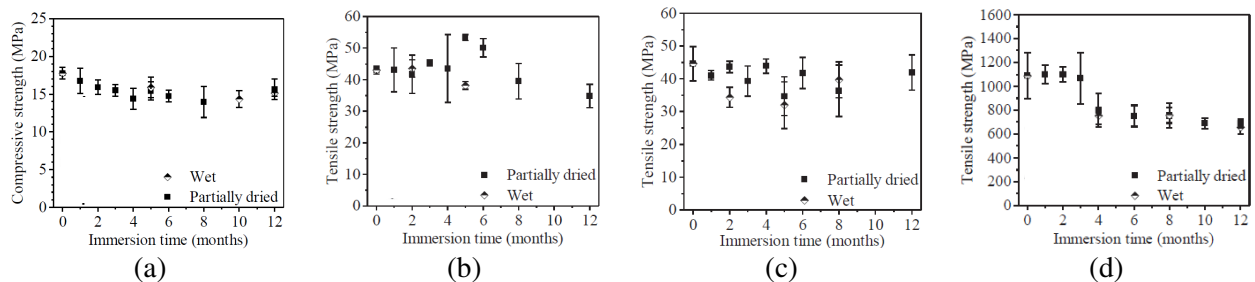 25
20
15
10
5
0
Compressive strength (MPa)
Wet
Partially dried
0 2 4 6 8 10 12
Immersion time (months)
(a)
60
50
40
30
20
10
0
Tensile strength (MPa)
Partially dried
Wet
0 2 4 6 8 10 12
Immersion time (months)
(b)
60
50
40
30
20
10
0
Tensile strength (MPa)
Partially dried
Wet
0 2 4 6 8 10 12
Immersion time (months)
(c)
1600
1400
1200
1000
800
600
400
200
0
Tensile strength (MPa)
Partially dried
Wet
0 2 4 6 8 10 12
Immersion time (months)
(d)